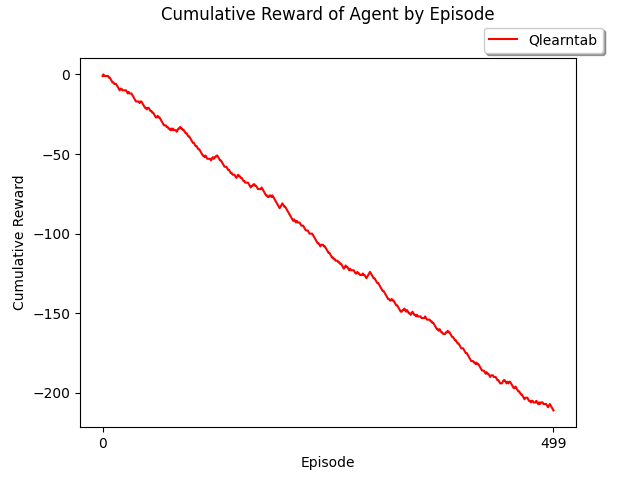 Cumulative Reward of Agent by Episode
Qlearntab
0
−50
−100
−150
−200
Cumulative Reward
0
499
Episode